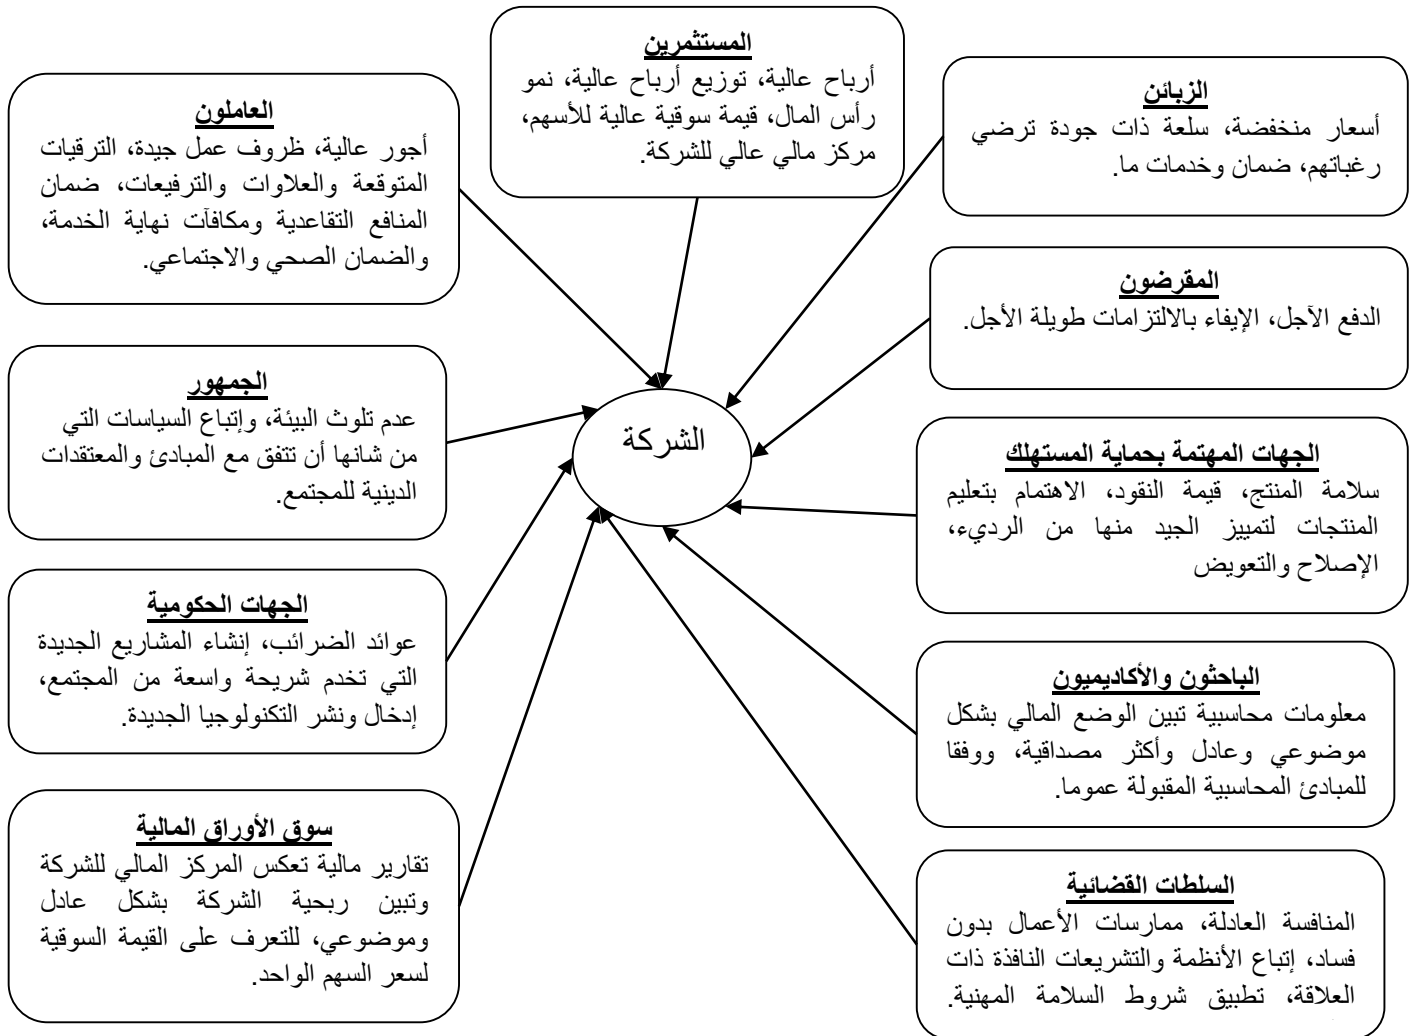 المستثمرين
أرباح عالية، توزيع أرباح عالية، نمو
رأس المال، قيمة سوقية عالية للأسهم،
مركز مالي عالي للشركة.
الزبائن
أسعار منخفضة، سلعة ذات جودة ترضي
رغباتهم، ضمان وخدمات ما.
العاملون
أجور عالية، ظروف عمل جيدة، الترقيات
المتوقعة والعلاوات والترفيعات، ضمان
المنافع التقاعدية ومكافآت نهاية الخدمة،
والضمان الصحي والاجتماعي.
المقرضون
الدفع الآجل، الإيفاء بالالتزامات طويلة الأجل.
الجمهور
عدم تلوث البيئة، وإتباع السياسات التي
من شانها أن تتفق مع المبادئ والمعتقدات
الدينية للمجتمع.
الشركة
الجهات المهتمة بحماية المستهلك
سلامة المنتج، قيمة النقود، الاهتمام بتعليم
المنتجات لتمييز الجيد منها من الرديء،
الإصلاح والتعويض
الجهات الحكومية
عوائد الضرائب، إنشاء المشاريع الجديدة
التي تخدم شريحة واسعة من المجتمع،
إدخال ونشر التكنولوجيا الجديدة.
الباحثون والأكاديميون
معلومات محاسبية تبين الوضع المالي بشكل
موضوعي وعادل وأكثر مصداقية، ووفقا
للمبادئ المحاسبية المقبولة عموما.
سوق الأوراق المالية
تقارير مالية تعكس المركز المالي للشركة
وتبين ربحية الشركة بشكل عادل
وموضوعي، للتعرف على القيمة السوقية
لسعر السهم الواحد.
السلطات القضائية
المنافسة العادلة، ممارسات الأعمال بدون
فساد، إتباع الأنظمة والتشريعات النافذة ذات
العلاقة، تطبيق شروط السلامة المهنية.